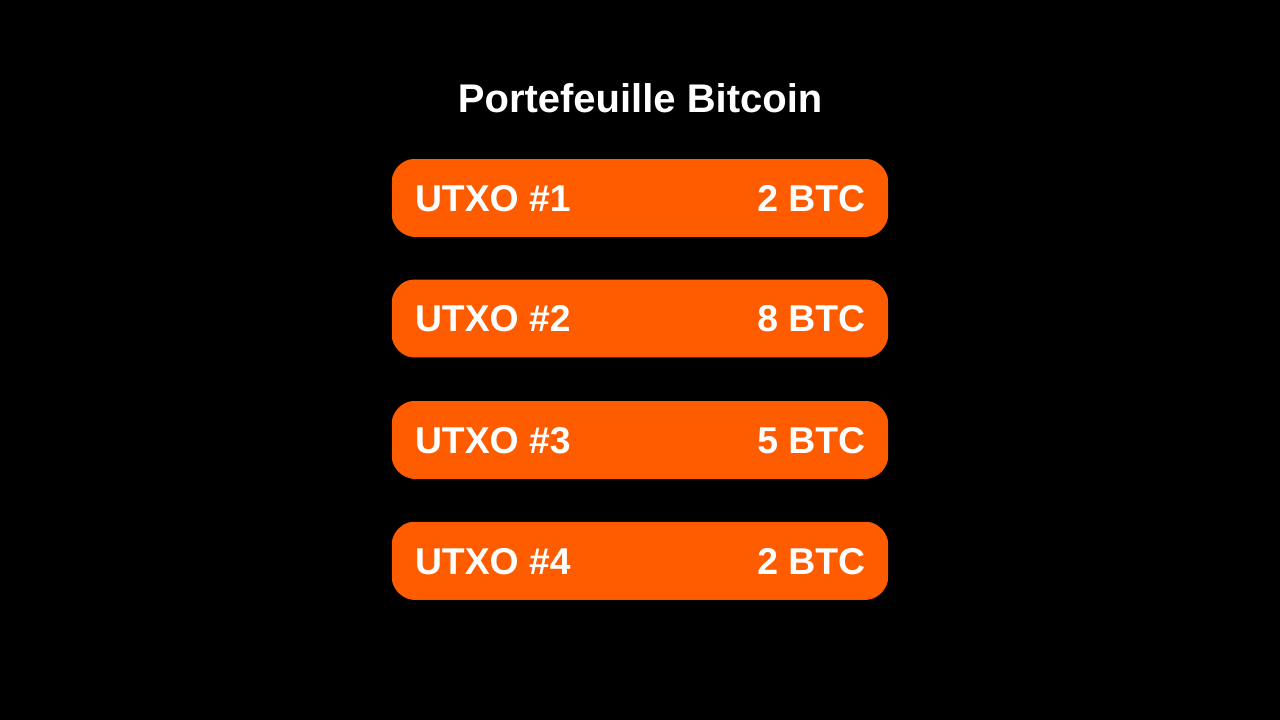 Portefeuille Bitcoin
UTXO #1 2 BTC
UTXO #2 8 BTC
UTXO #3 5 BTC
UTXO #4 2 BTC